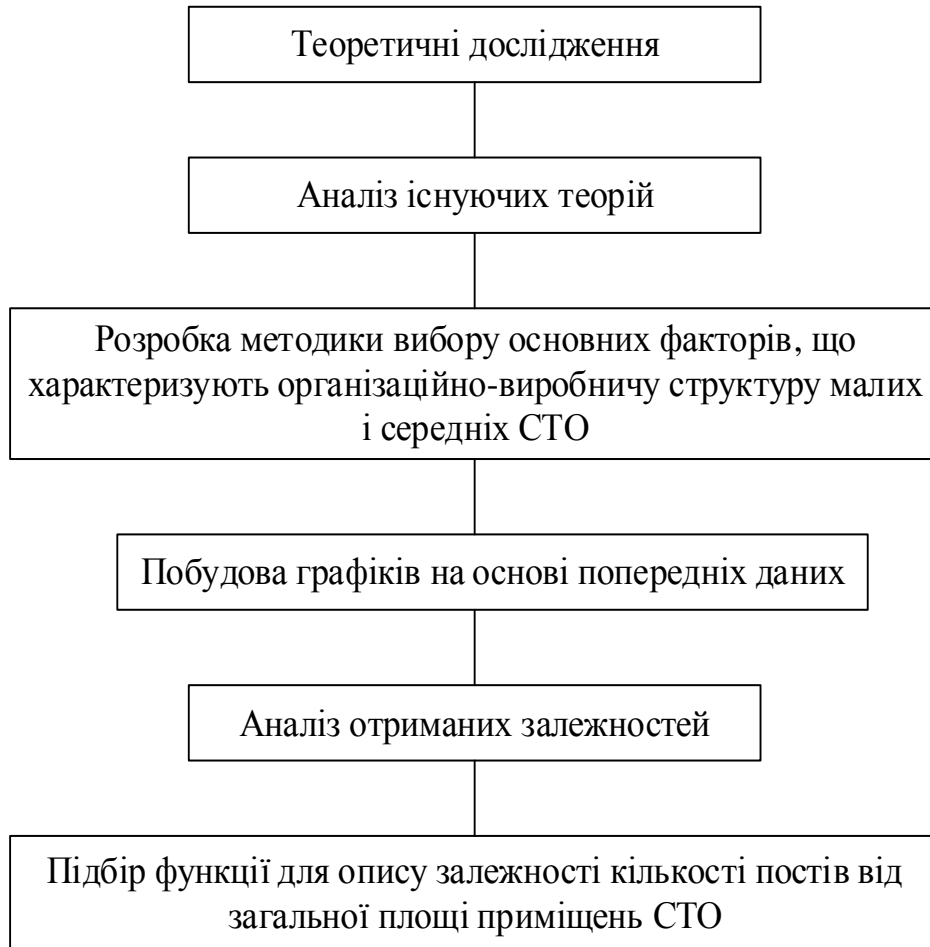 Теоретичні дослідження
Аналіз існуючих теорій
Розробка методики вибору основних факторів, що
характеризують організаційно-виробничу структуру малих
і середніх СТО
Побудова графіків на основі попередніх даних
Аналіз отриманих залежностей
Підбір функції для опису залежності кількості постів від
загальної площі приміщень СТО